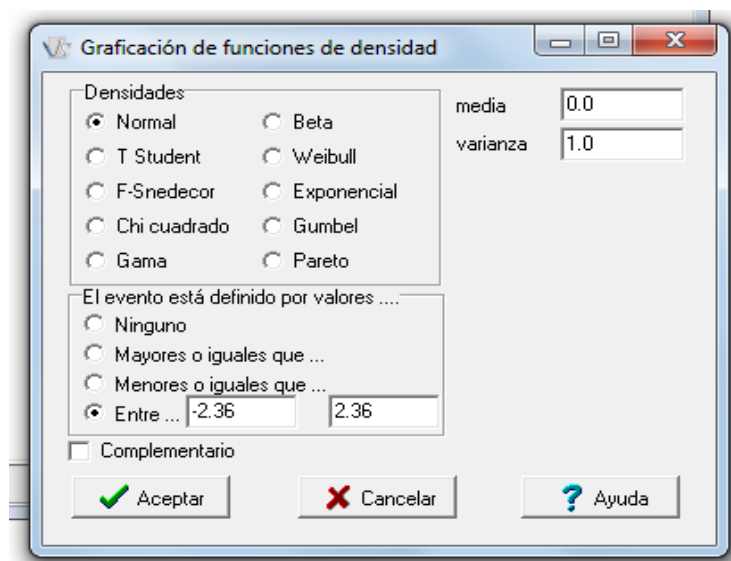 Graficación de funciones de densidad
Densidades
Normal
Beta
T Student
Weibull
F-Snedecor
Exponencial
Chi cuadrado
Gumbel
Gama
Pareto
media 0.0
varianza 1.0
El evento está definido por valores ....
Ninguno
Mayores o iguales que ...
Menores o iguales que ...
Entre ... -2.36 2.36
Complementario
Aceptar
Cancelar
Ayuda